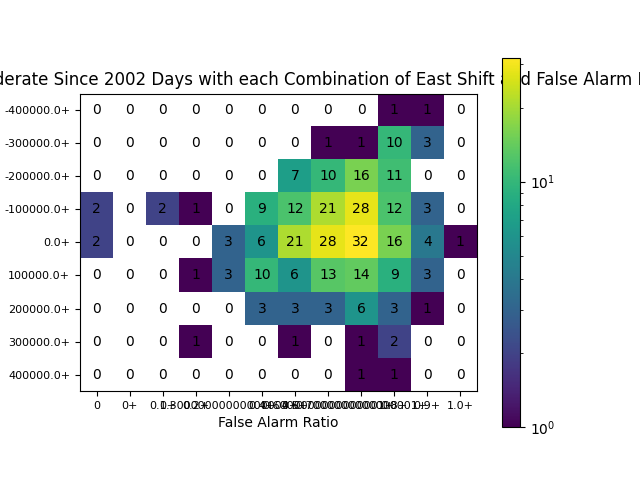 derate Since 2002 Days with each Combination of East Shift and False Alarm
-400000.0+ 0 0 0 0 0 0 0 0 0 1 1 0
-300000.0+ 0 0 0 0 0 0 0 1 1 10 3 0
-200000.0+ 0 0 0 0 0 0 7 10 16 11 0 0
-100000.0+ 2 0 2 1 0 9 12 21 28 12 3 0
0.0+ 2 0 0 0 3 6 21 28 32 16 4 1
100000.0+ 0 0 0 1 3 10 6 13 14 9 3 0
200000.0+ 0 0 0 0 0 3 3 3 6 3 1 0
300000.0+ 0 0 0 1 0 0 1 0 1 2 0 0
400000.0+ 0 0 0 0 0 0 0 0 1 1 0 0
0 0+ 1.0+
False Alarm Ratio
10^1
10^0